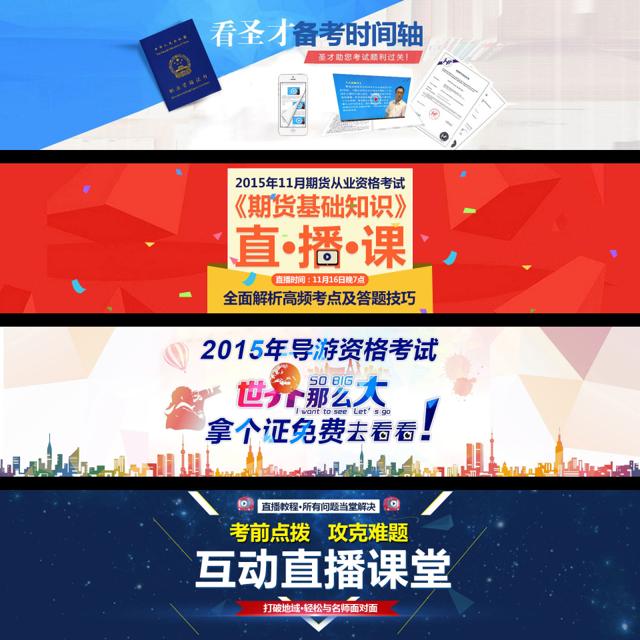 看圣才备考时间轴
圣才助您考试顺利过关!
2015年11月期货从业资格考试
《期货基础知识》
直·播·课
直播时间:11月16日晚7点
全面解析高频考点及答题技巧
2015年导游资格考试
SO BIG
世界那么大
I want to see Let's go
拿个证免费去看看!
直播教程·所有问题当堂解决
考前点拨 攻克难题
互动直播课堂
打破地域·轻松与名师面对面